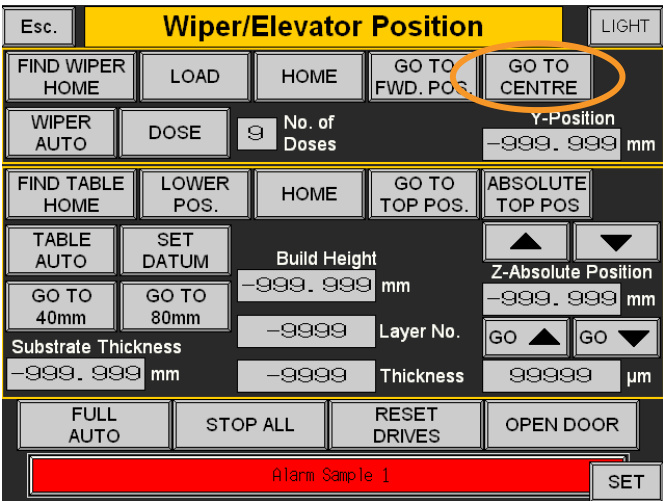 Esc.
Wiper/Elevator Position
LIGHT
FIND WIPER
HOME
LOAD
HOME
GO TO
FWD. POS.
GO TO
CENTRE
WIPER
AUTO
DOSE
9
No. of
Doses
Y-Position
-999.999 mm
FIND TABLE
HOME
LOWER
POS.
HOME
GO TO
TOP POS.
ABSOLUTE
TOP POS
TABLE
AUTO
SET
DATUM
Build Height
-999.999 mm
Z-Absolute Position
-999.999 mm
GO TO
40mm
GO TO
80mm
-9999 Layer No.
GO
GO
Substrate Thickness
-999.999 mm
-9999 Thickness
99999 µm
FULL
AUTO
STOP ALL
RESET
DRIVES
OPEN DOOR
Alarm Sample 1
SET